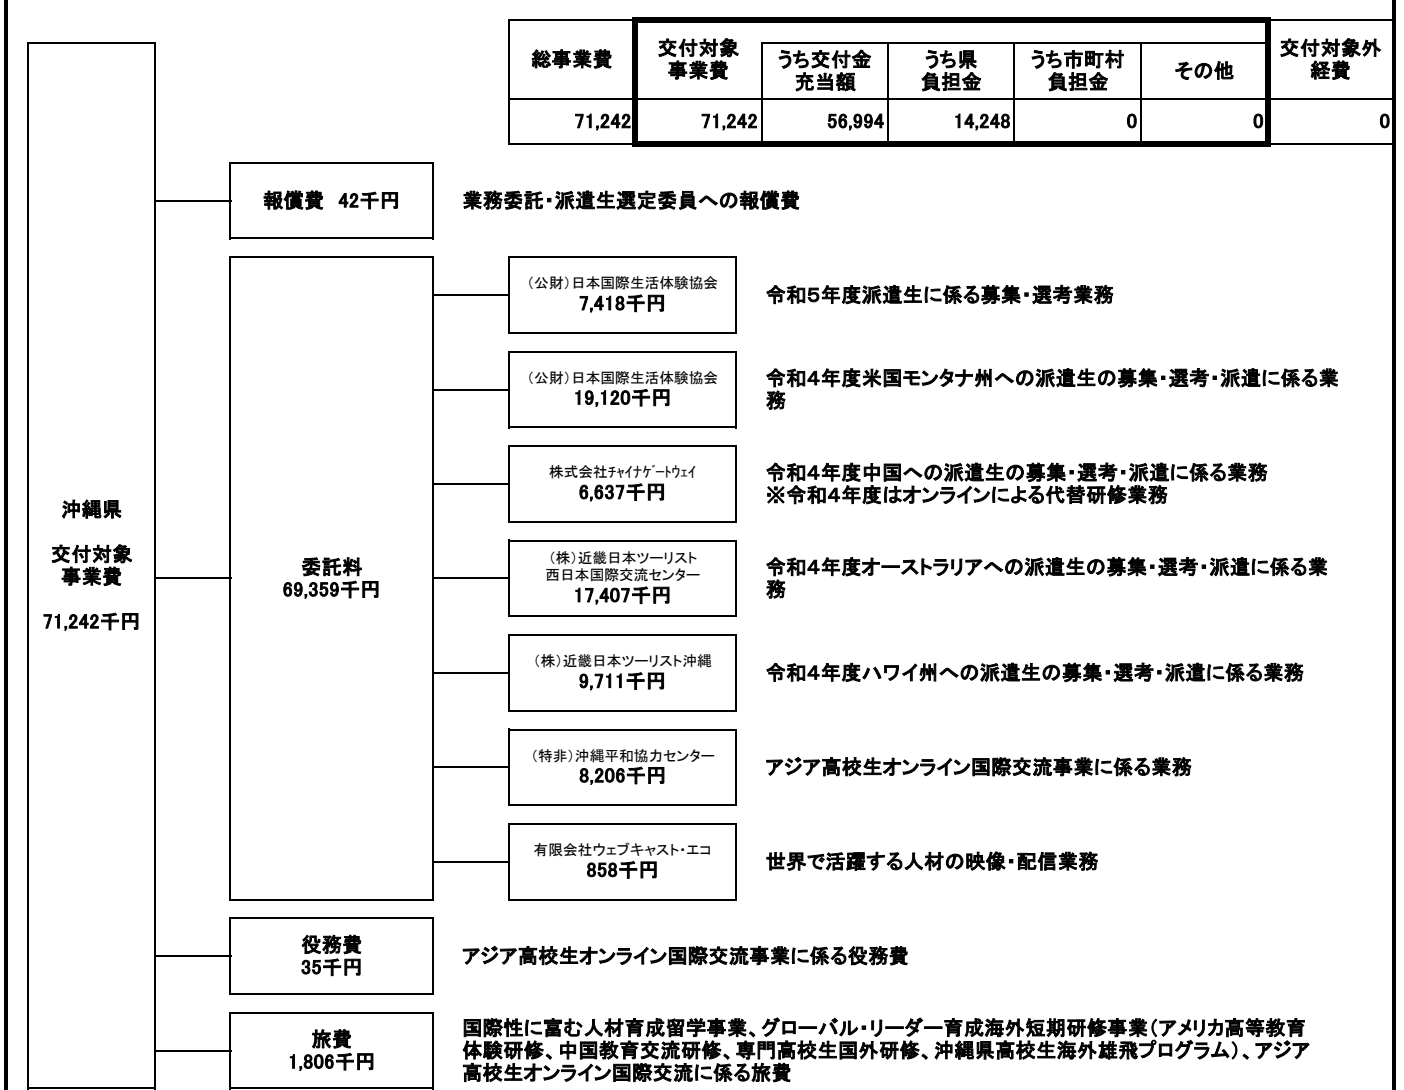 総事業費
交付対象
事業費
うち交付金
充当額
うち県
負担金
うち市町村
負担金
その他
交付対象外
経費
71,242
71,242
56,994
14,248
0
0
0
沖縄県
交付対象
事業費
71,242千円
報償費 42千円
業務委託・派遣生選定委員への報償費
委託料
69,359千円
（公財）日本国際生活体験協会
7,418千円
令和５年度派遣生に係る募集・選考業務
（公財）日本国際生活体験協会
19,120千円
令和４年度米国モンタナ州への派遣生の募集・選考・派遣に係る業
務
株式会社ﾁｬｲﾅｹﾞｰﾄｳｪｲ
6,637千円
令和４年度中国への派遣生の募集・選考・派遣に係る業務
※令和４年度はオンラインによる代替研修業務
（株）近畿日本ツーリスト
西日本国際交流センター
17,407千円
令和４年度オーストラリアへの派遣生の募集・選考・派遣に係る業
務
（株）近畿日本ツーリスト沖縄
9,711千円
令和４年度ハワイ州への派遣生の募集・選考・派遣に係る業務
（特非）沖縄平和協力センター
8,206千円
アジア高校生オンライン国際交流事業に係る業務
有限会社ウェブキャスト・エコ
858千円
世界で活躍する人材の映像・配信業務
役務費
35千円
アジア高校生オンライン国際交流事業に係る役務費
旅費
1,806千円
国際性に富む人材育成留学事業、グローバル・リーダー育成海外短期研修事業（アメリカ高等教育
体験研修、中国教育交流研修、専門高校生国外研修、沖縄県高校生海外雄飛プログラム）、アジア
高校生オンライン国際交流に係る旅費